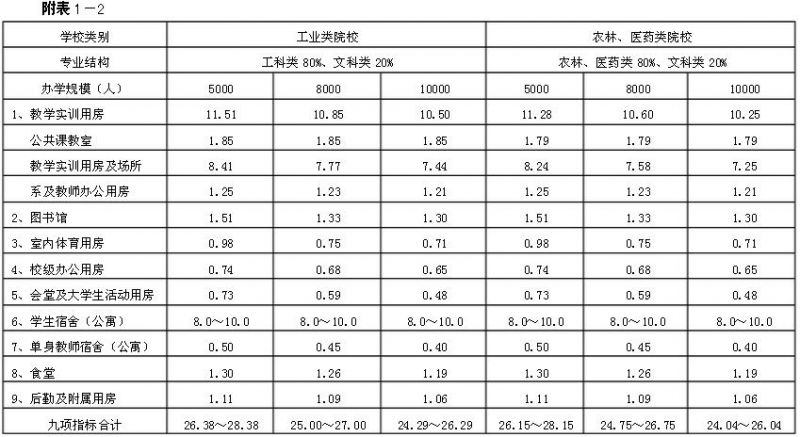 附表1－2
学校类别 工业类院校 农林、医药类院校
专业结构 工科类80%、文科类20% 农林、医药类80%、文科类20%
办学规模（人） 5000 8000 10000 5000 8000 10000
1、教学实训用房 11.51 10.85 10.50 11.28 10.60 10.25
公共课教室 1.85 1.85 1.85 1.79 1.79 1.79
教学实训用房及场所 8.41 7.77 7.44 8.24 7.58 7.25
系及教师办公用房 1.25 1.23 1.21 1.25 1.23 1.21
2、图书馆 1.51 1.33 1.30 1.51 1.33 1.30
3、室内体育用房 0.98 0.75 0.71 0.98 0.75 0.71
4、校级办公用房 0.74 0.68 0.65 0.74 0.68 0.65
5、会堂及大学生活动用房 0.73 0.59 0.48 0.73 0.59 0.48
6、学生宿舍（公寓） 8.0～10.0 8.0～10.0 8.0～10.0 8.0～10.0 8.0～10.0 8.0～10.0
7、单身教师宿舍（公寓） 0.50 0.45 0.40 0.50 0.45 0.40
8、食堂 1.30 1.26 1.19 1.30 1.26 1.19
9、后勤及附属用房 1.11 1.09 1.06 1.11 1.09 1.06
九项指标合计 26.38～28.38 25.00～27.00 24.29～26.29 26.15～28.15 24.75～26.75 24.04～26.04